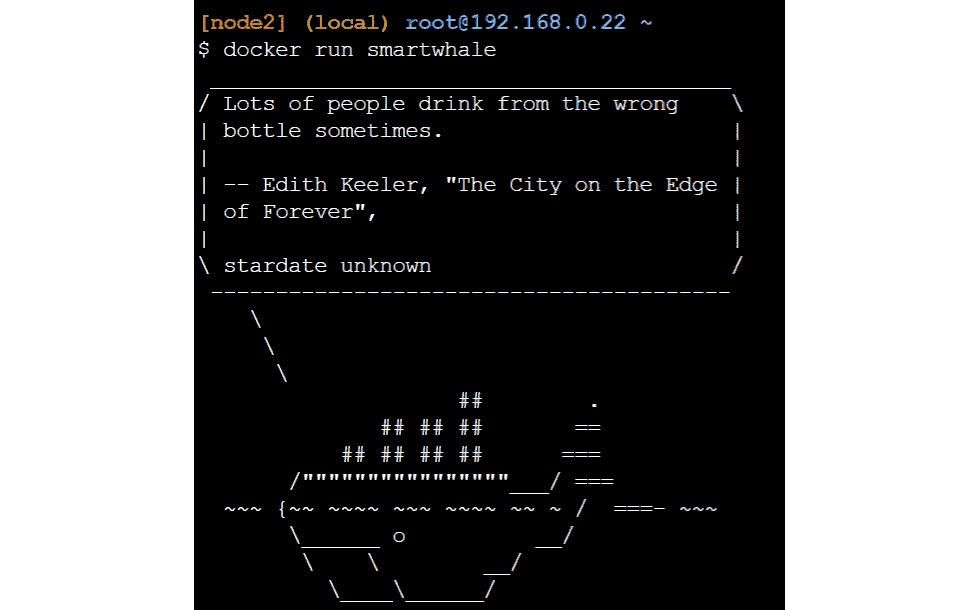 [node2] (local) root@192.168.0.22 ~
$ docker run smartwhale
 ________________________________________
/ Lots of people drink from the wrong    \
| bottle sometimes.                      |
|                                        |
| -- Edith Keeler, "The City on the Edge |
| of Forever",                           |
|                                        |
\ stardate unknown                       /
 ----------------------------------------
    \
     \
      \
                    ##        .
              ## ## ##       ==
           ## ## ## ##      ===
       /""""""""""""""""___/ ===
  ~~~ {~~ ~~~~ ~~~ ~~~~ ~~ ~ /  ===- ~~~
       \______ o          __/
        \    \        __/
          \____\______/